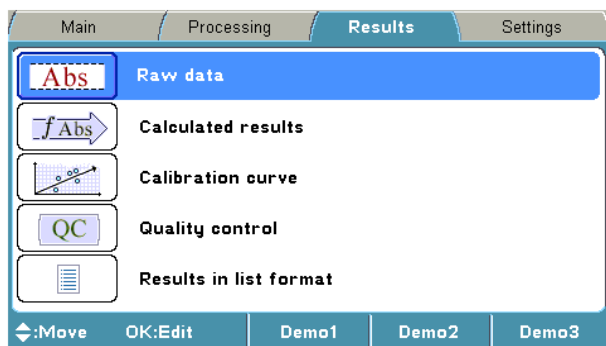 Main Processing Results Settings
Abs Raw data
f Abs Calculated results
Calibration curve
QC Quality control
Results in list format
:Move OK:Edit Demo1 Demo2 Demo3